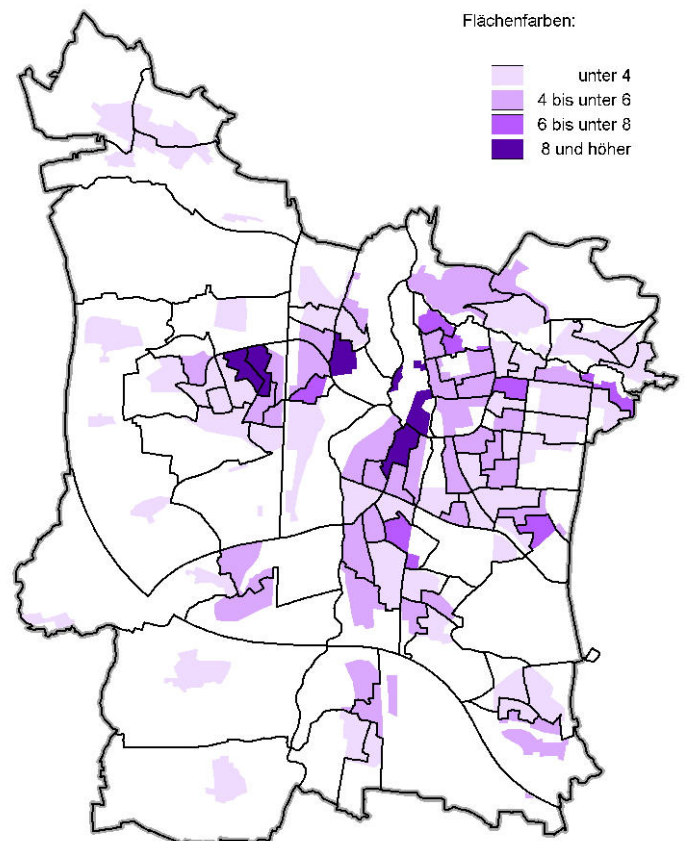 Flächenfarben:
unter 4
4 bis unter 6
6 bis unter 8
8 und höher